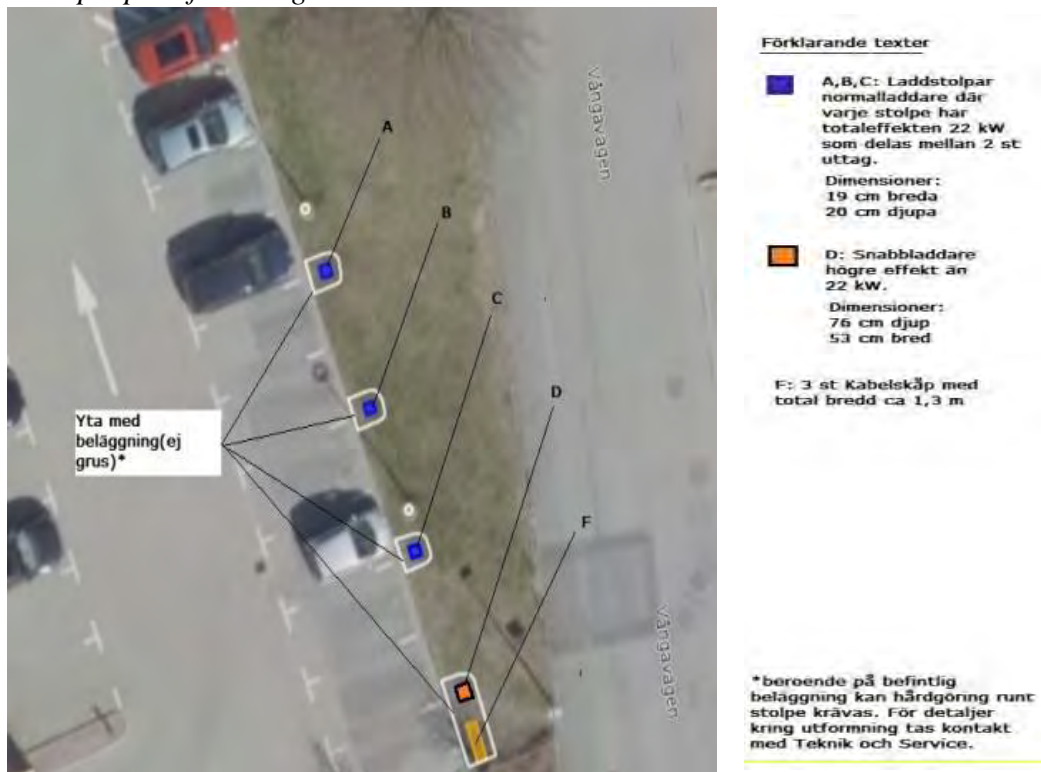 A
B
C
D
F
Vångavägen
Vångavägen
Yta med
beläggning(ej
grus)*
Förklarande texter
A,B,C: Laddstolpar
normalladdare där
varje stolpe har
totaleffekten 22 kW
som delas mellan 2 st
uttag.
Dimensioner:
19 cm breda
20 cm djupa
D: Snabbladdare
högre effekt än
22 kW.
Dimensioner:
76 cm djup
53 cm bred
F: 3 st Kabelskåp med
total bredd ca 1,3 m
*beroende på befintlig
beläggning kan hårdgöring runt
stolpe krävas. För detaljer
kring utformning tas kontakt
med Teknik och Service.